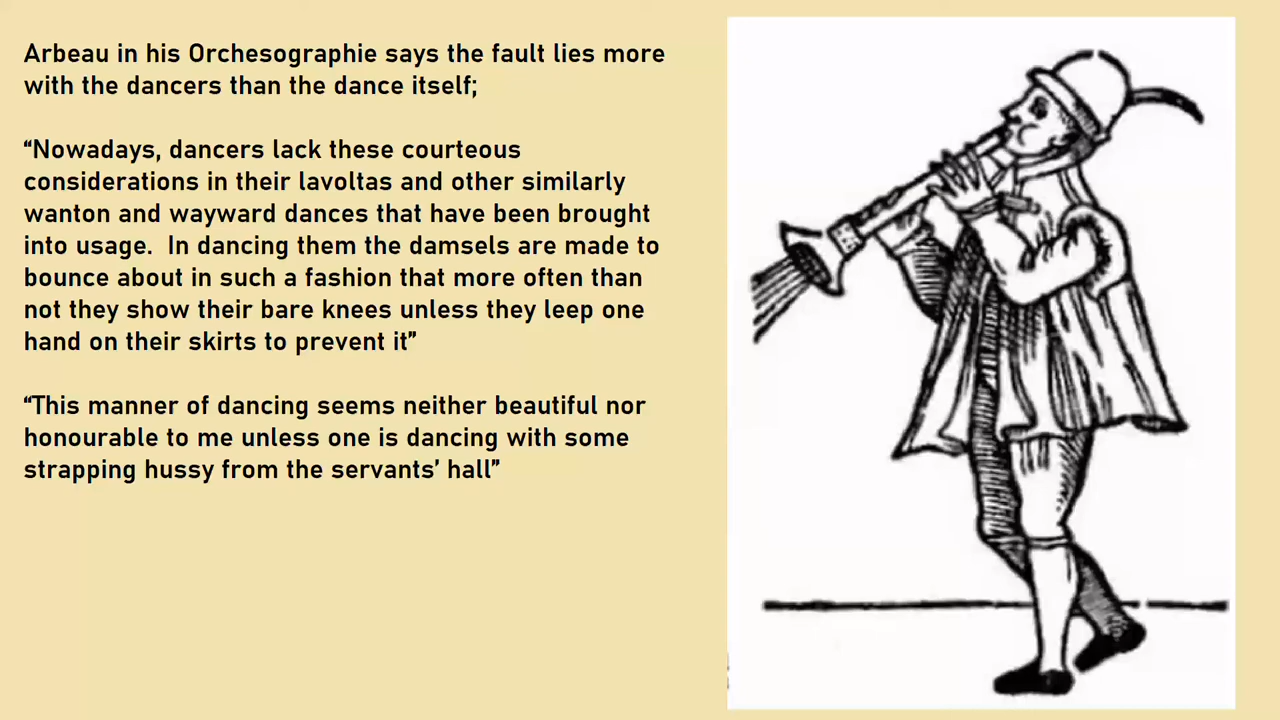 Arbeau in his Orchesographie says the fault lies more
with the dancers than the dance itself;
“Nowadays, dancers lack these courteous
considerations in their lavoltas and other similarly
wanton and wayward dances that have been brought
into usage.  In dancing them the damsels are made to
bounce about in such a fashion that more often than
not they show their bare knees unless they leep one
hand on their skirts to prevent it”
“This manner of dancing seems neither beautiful nor
honourable to me unless one is dancing with some
strapping hussy from the servants’ hall”